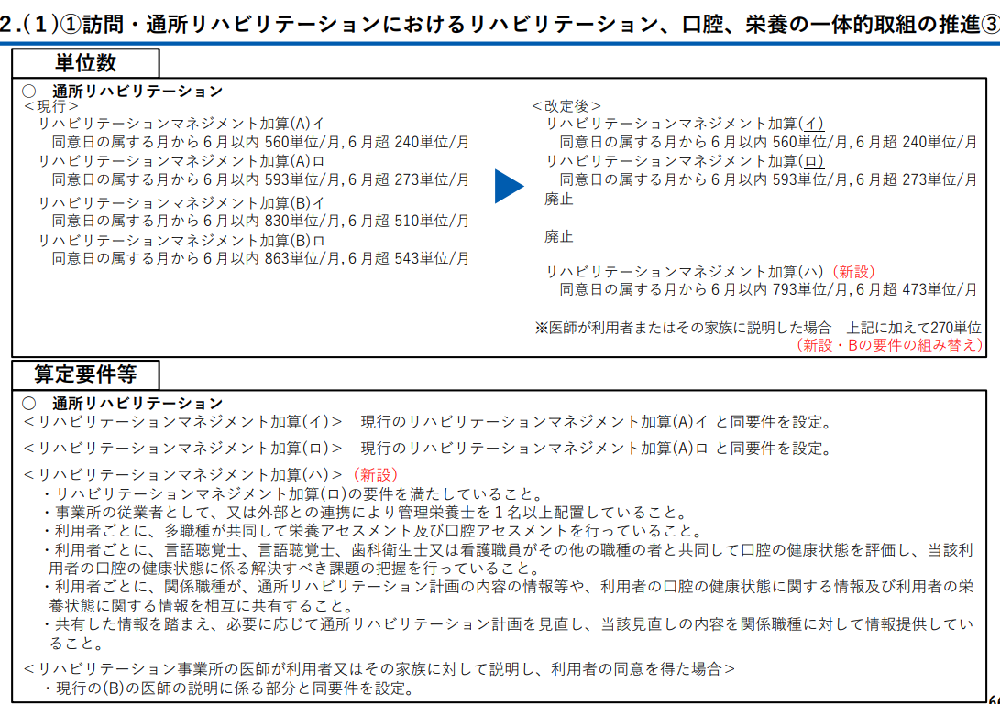 ２.(１)①訪問・通所リハビリテーションにおけるリハビリテーション、口腔、栄養の一体的取組の推進③
単位数
○　通所リハビリテーション
＜現行＞
リハビリテーションマネジメント加算(A)イ
同意日の属する月から６月以内 560単位/月,６月超 240単位/月
リハビリテーションマネジメント加算(A)ロ
同意日の属する月から６月以内 593単位/月,６月超 273単位/月
リハビリテーションマネジメント加算(B)イ
同意日の属する月から６月以内 830単位/月,６月超 510単位/月
リハビリテーションマネジメント加算(B)ロ
同意日の属する月から６月以内 863単位/月,６月超 543単位/月
＜改定後＞
リハビリテーションマネジメント加算(イ)
同意日の属する月から６月以内 560単位/月,６月超 240単位/月
リハビリテーションマネジメント加算(ロ)
同意日の属する月から６月以内 593単位/月,６月超 273単位/月
廃止
廃止
リハビリテーションマネジメント加算(ハ)（新設）
同意日の属する月から６月以内 793単位/月,６月超 473単位/月
※医師が利用者またはその家族に説明した場合　上記に加えて270単位
（新設・Bの要件の組み替え）
算定要件等
○　通所リハビリテーション
＜リハビリテーションマネジメント加算(イ)＞　現行のリハビリテーションマネジメント加算(A)イ と同要件を設定。
＜リハビリテーションマネジメント加算(ロ)＞　現行のリハビリテーションマネジメント加算(A)ロ と同要件を設定。
＜リハビリテーションマネジメント加算(ハ)＞（新設）
・リハビリテーションマネジメント加算(ロ)の要件を満たしていること。
・事業所の従業者として、又は外部との連携により管理栄養士を１名以上配置していること。
・利用者ごとに、多職種が共同して栄養アセスメント及び口腔アセスメントを行っていること。
・利用者ごとに、言語聴覚士、言語聴覚士、歯科衛生士又は看護職員がその他の職種の者と共同して口腔の健康状態を評価し、当該利
用者の口腔の健康状態に係る解決すべき課題の把握を行っていること。
・利用者ごとに、関係職種が、通所リハビリテーション計画の内容の情報等や、利用者の口腔の健康状態に関する情報及び利用者の栄
養状態に関する情報を相互に共有すること。
・共有した情報を踏まえ、必要に応じて通所リハビリテーション計画を見直し、当該見直しの内容を関係職種に対して情報提供してい
ること。
＜リハビリテーション事業所の医師が利用者又はその家族に対して説明し、利用者の同意を得た場合＞
・現行の(B)の医師の説明に係る部分と同要件を設定。